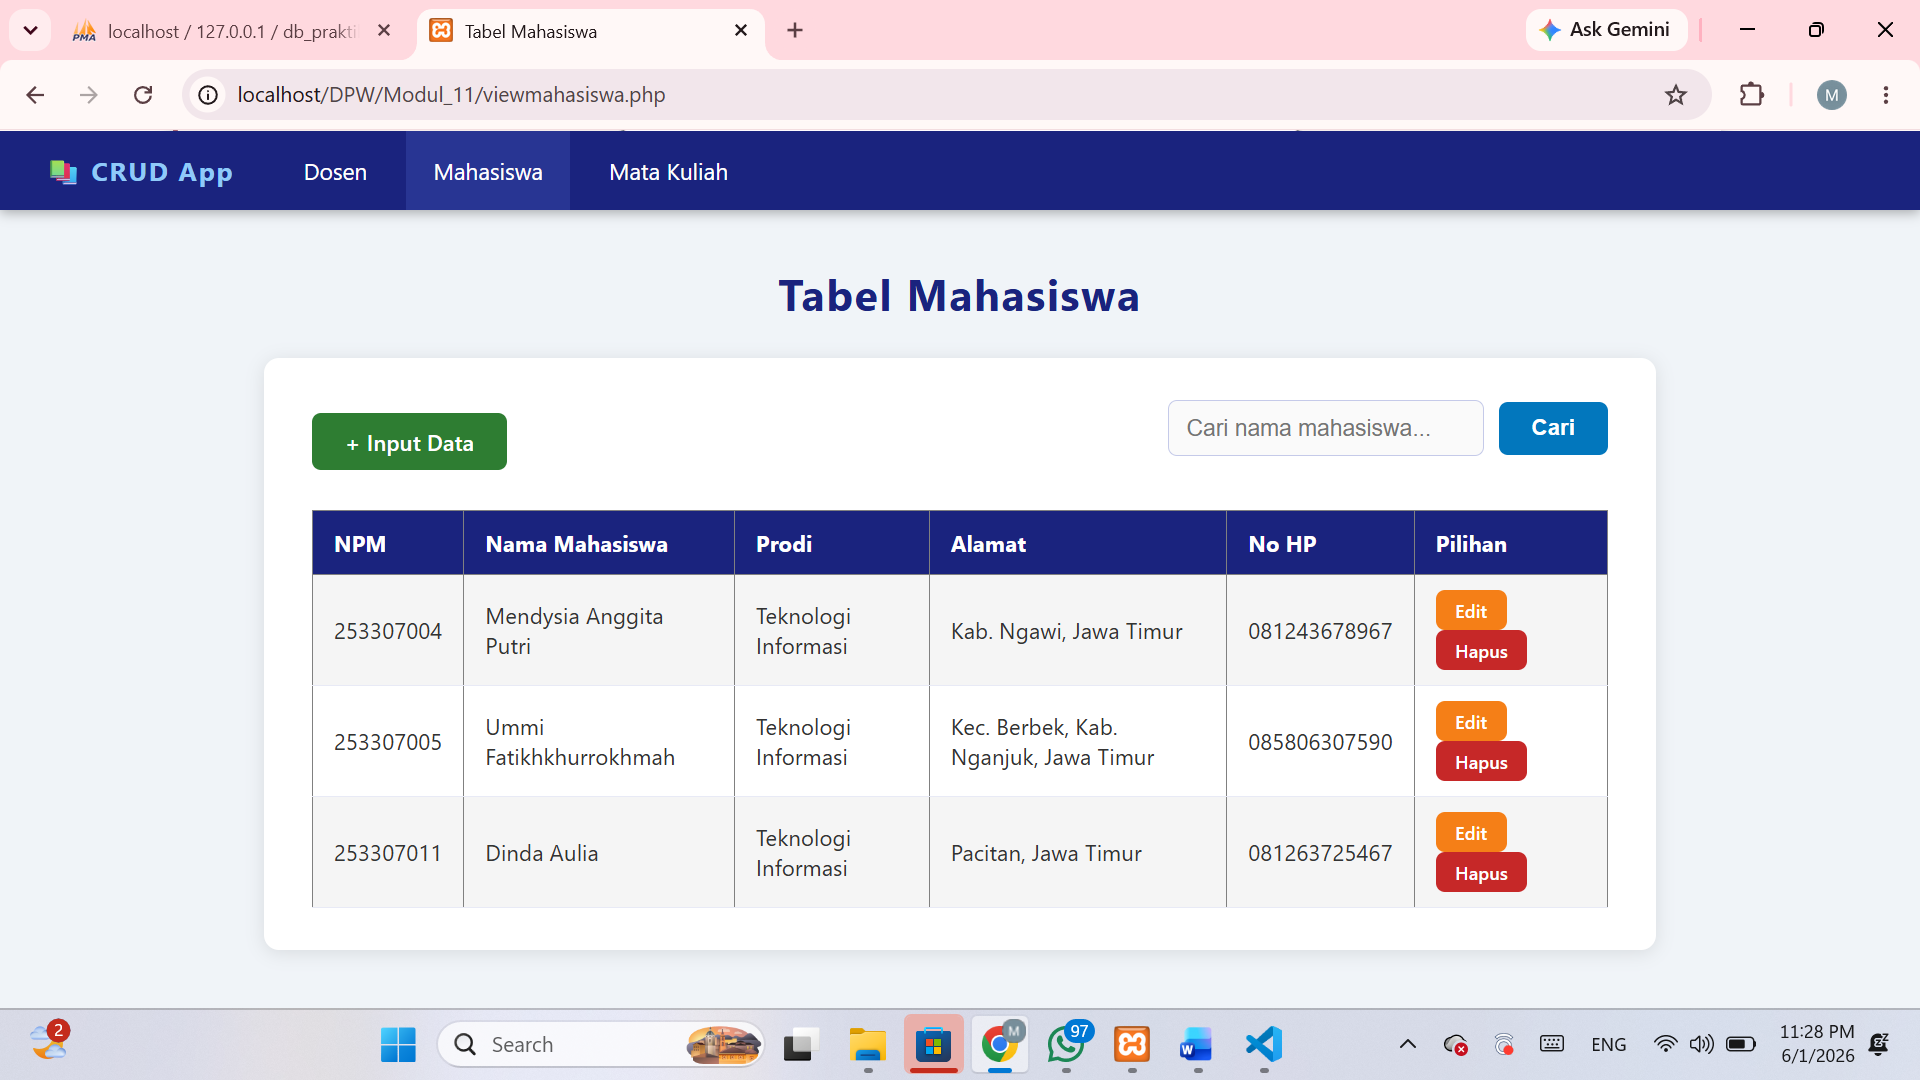 localhost / 127.0.0.1 / db_prakti
Tabel Mahasiswa
Ask Gemini
localhost/DPW/Modul_11/viewmahasiswa.php
M
CRUD App
Dosen
Mahasiswa
Mata Kuliah
Tabel Mahasiswa
+ Input Data
Cari nama mahasiswa...
Cari
NPM
Nama Mahasiswa
Prodi
Alamat
No HP
Pilihan
253307004
Mendysia Anggita
Putri
Teknologi
Informasi
Kab. Ngawi, Jawa Timur
081243678967
Edit
Hapus
253307005
Ummi
Fatikhkhurrokhmah
Teknologi
Informasi
Kec. Berbek, Kab.
Nganjuk, Jawa Timur
085806307590
Edit
Hapus
253307011
Dinda Aulia
Teknologi
Informasi
Pacitan, Jawa Timur
081263725467
Edit
Hapus
2
Search
M
97
W
ENG
11:28 PM
6/1/2026